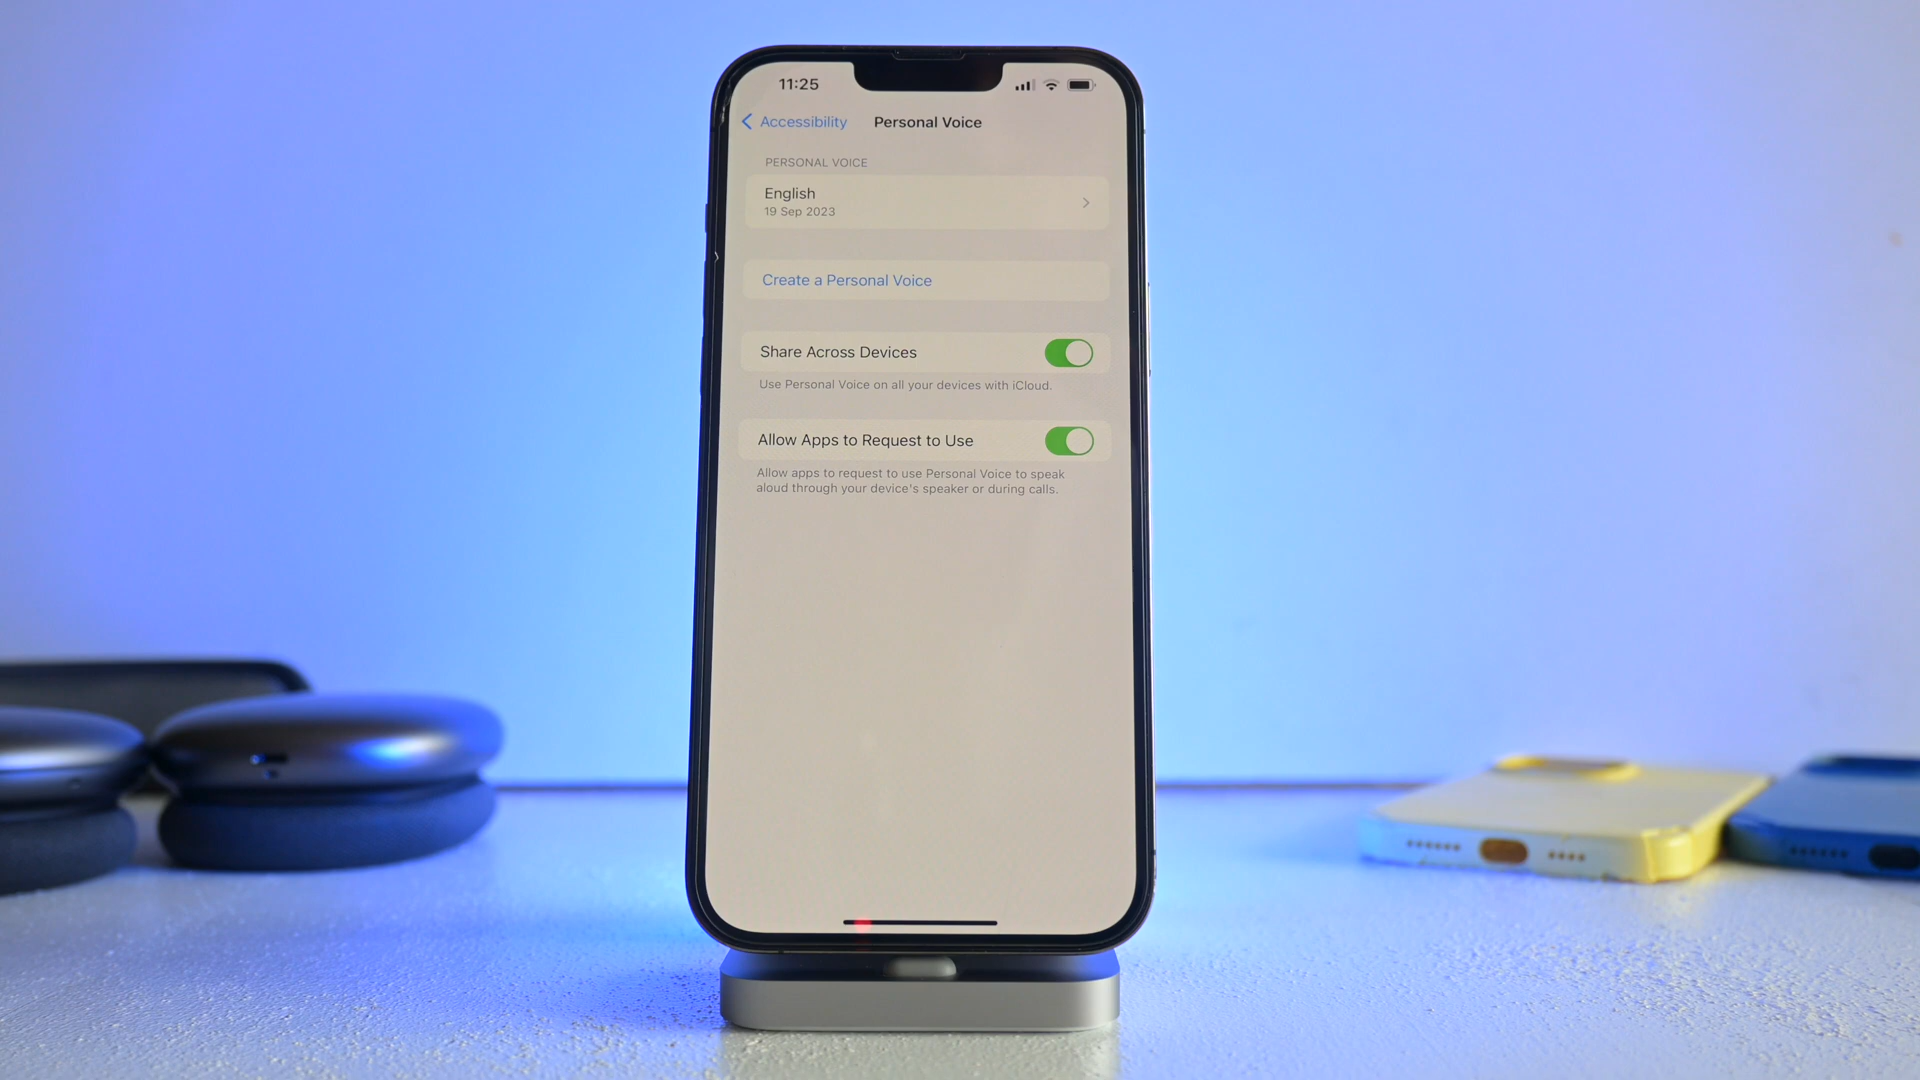 11:25
Accessibility
Personal Voice
PERSONAL VOICE
English
19 Sep 2023
Create a Personal Voice
Share Across Devices
Use Personal Voice on all your devices with iCloud.
Allow Apps to Request to Use
Allow apps to request to use Personal Voice to speak
aloud through your device's speaker or during calls.